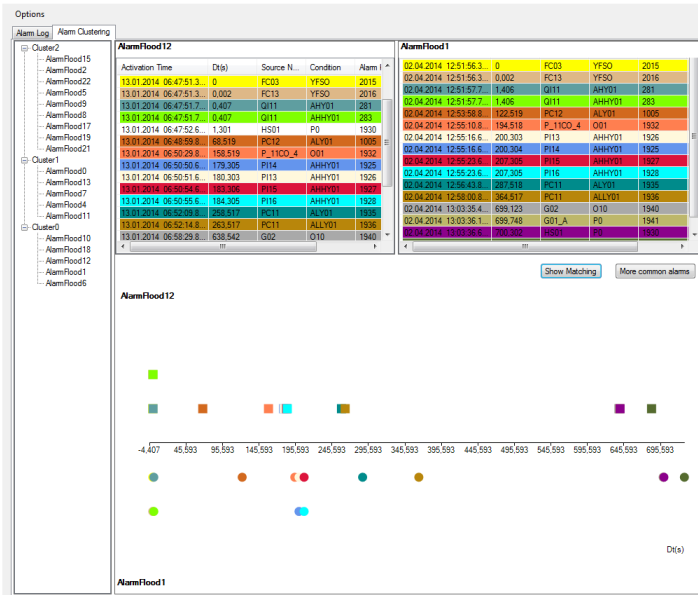 Options
Alarm Log Alarm Clustering
Cluster2
AlarmFlood15
AlarmFlood2
AlarmFlood22
AlarmFlood5
AlarmFlood9
AlarmFlood8
AlarmFlood17
AlarmFlood19
AlarmFlood21
Cluster1
AlarmFlood0
AlarmFlood13
AlarmFlood7
AlarmFlood4
AlarmFlood11
Cluster0
AlarmFlood10
AlarmFlood18
AlarmFlood12
AlarmFlood1
AlarmFlood6
AlarmFlood12
Activation Time Dt(s) Source N... Condition Alarm I
13.01.2014 06:47:51.3... 0 FC03 YFSO 2015
13.01.2014 06:47:51.3... 0,002 FC13 YFSO 2016
13.01.2014 06:47:51.7... 0,407 QI11 AHY01 281
13.01.2014 06:47:51.7... 0,407 QI11 AHHY01 283
13.01.2014 06:47:52.6... 1,301 HS01 P0 1930
13.01.2014 06:48:59.8... 68,519 PC12 ALY01 1005
13.01.2014 06:50:29.8... 158,519 P_11CO_4 O01 1932
13.01.2014 06:50:50.6... 179,305 PI14 AHHY01 1925
13.01.2014 06:50:51.6... 180,303 PI13 AHHY01 1926
13.01.2014 06:50:54.6... 183,306 PI15 AHHY01 1927
13.01.2014 06:50:55.6... 184,305 PI16 AHHY01 1928
13.01.2014 06:52:09.8... 258,517 PC11 ALY01 1935
13.01.2014 06:52:14.8... 263,517 PC11 ALLY01 1936
13.01.2014 06:58:29.8... 638,542 G02 O10 1940
AlarmFlood1
02.04.2014 12:51:56.3... 0 FC03 YFSO 2015
02.04.2014 12:51:56.3... 0,002 FC13 YFSO 2016
02.04.2014 12:51:57.7... 1,406 QI11 AHY01 281
02.04.2014 12:51:57.7... 1,406 QI11 AHHY01 283
02.04.2014 12:53:58.8... 122,519 PC12 ALY01 1005
02.04.2014 12:55:10.8... 194,518 P_11CO_4 O01 1932
02.04.2014 12:55:16.6... 200,303 PI13 AHHY01 1926
02.04.2014 12:55:16.6... 200,304 PI14 AHHY01 1925
02.04.2014 12:55:23.6... 207,305 PI15 AHHY01 1927
02.04.2014 12:55:23.6... 207,305 PI16 AHHY01 1928
02.04.2014 12:56:43.8... 287,518 PC11 ALY01 1935
02.04.2014 12:58:00.8... 364,517 PC11 ALLY01 1936
02.04.2014 13:03:35.4... 699,123 G02 O10 1940
02.04.2014 13:03:36.1... 699,748 G01_A P0 1949
02.04.2014 13:03:36.6... 700,302 HS01 P0 1930
Show Matching More common alarms
AlarmFlood12
-4,407 45,593 95,593 145,593 195,593 245,593 295,593 345,593 395,593 445,593 495,593 545,593 595,593 645,593 695,593
Dt(s)
AlarmFlood1